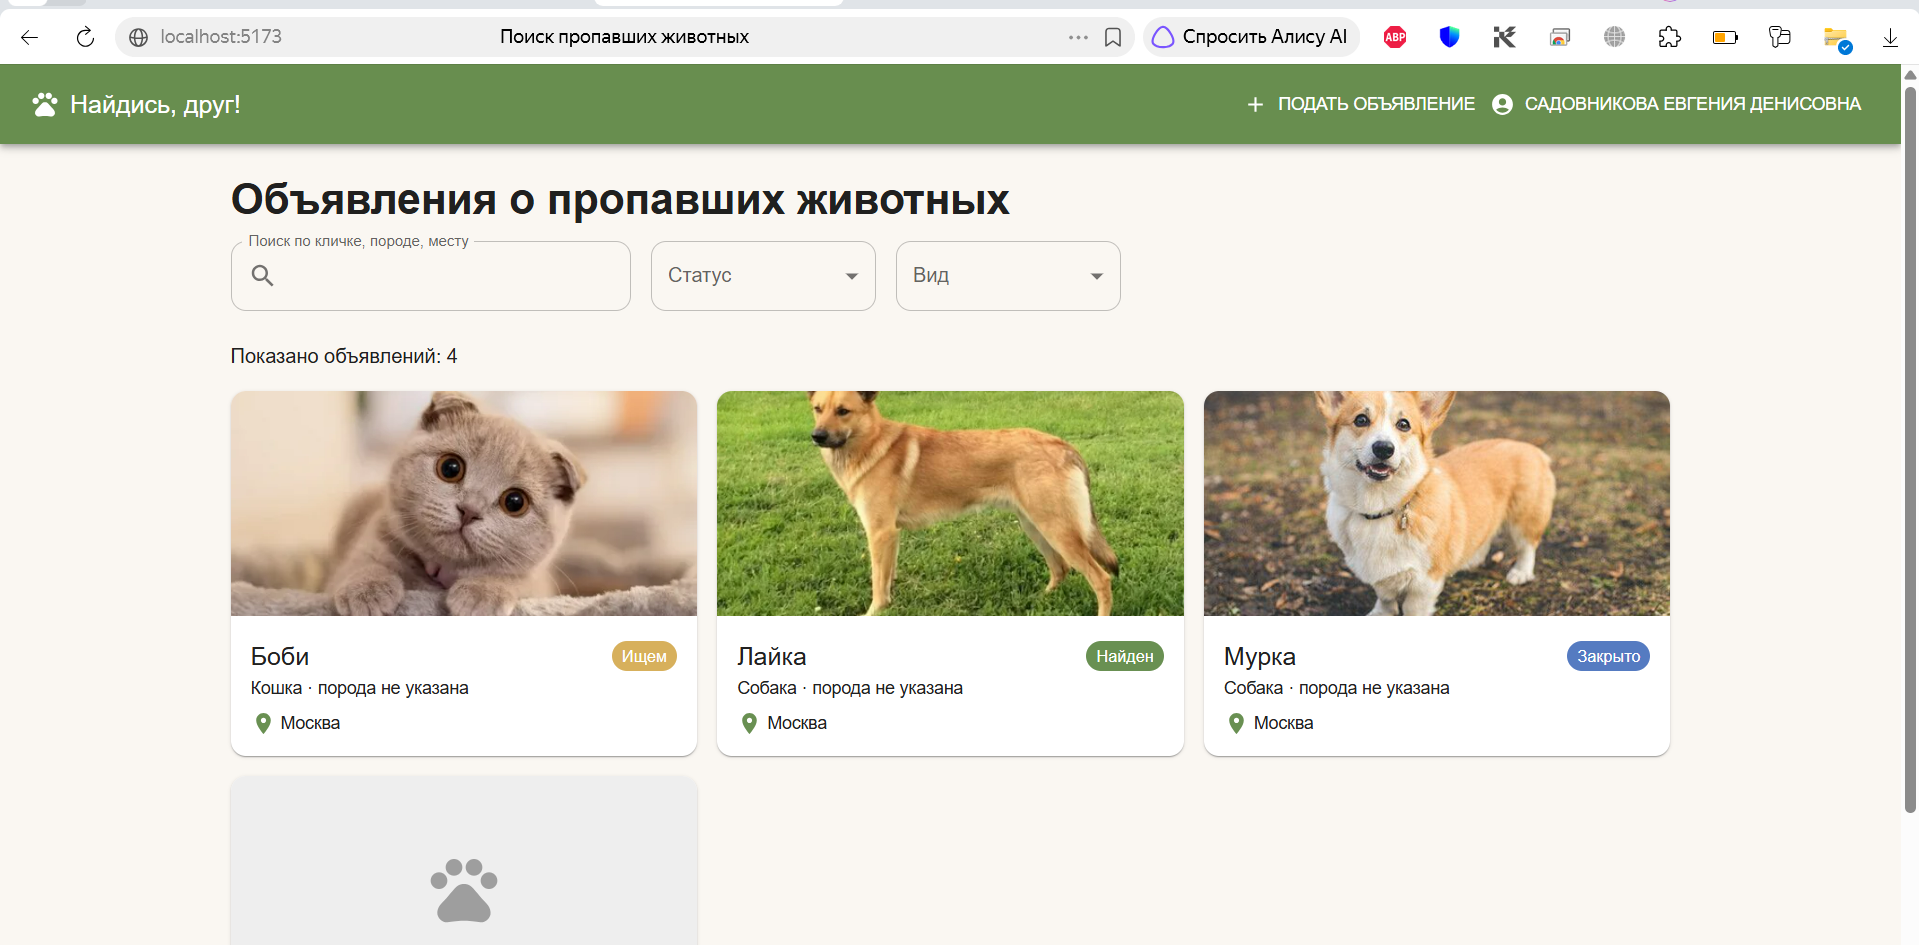 localhost:5173 Поиск пропавших животных Спросить Алису AI
ABP
Найдись, друг! ПОДАТЬ ОБЪЯВЛЕНИЕ САДОВНИКОВА ЕВГЕНИЯ ДЕНИСОВНА
Объявления о пропавших животных
Поиск по кличке, породе, месту
Статус Вид
Показано объявлений: 4
Боби Ищем
Кошка · порода не указана
Москва
Лайка Найден
Собака · порода не указана
Москва
Мурка Закрыто
Собака · порода не указана
Москва